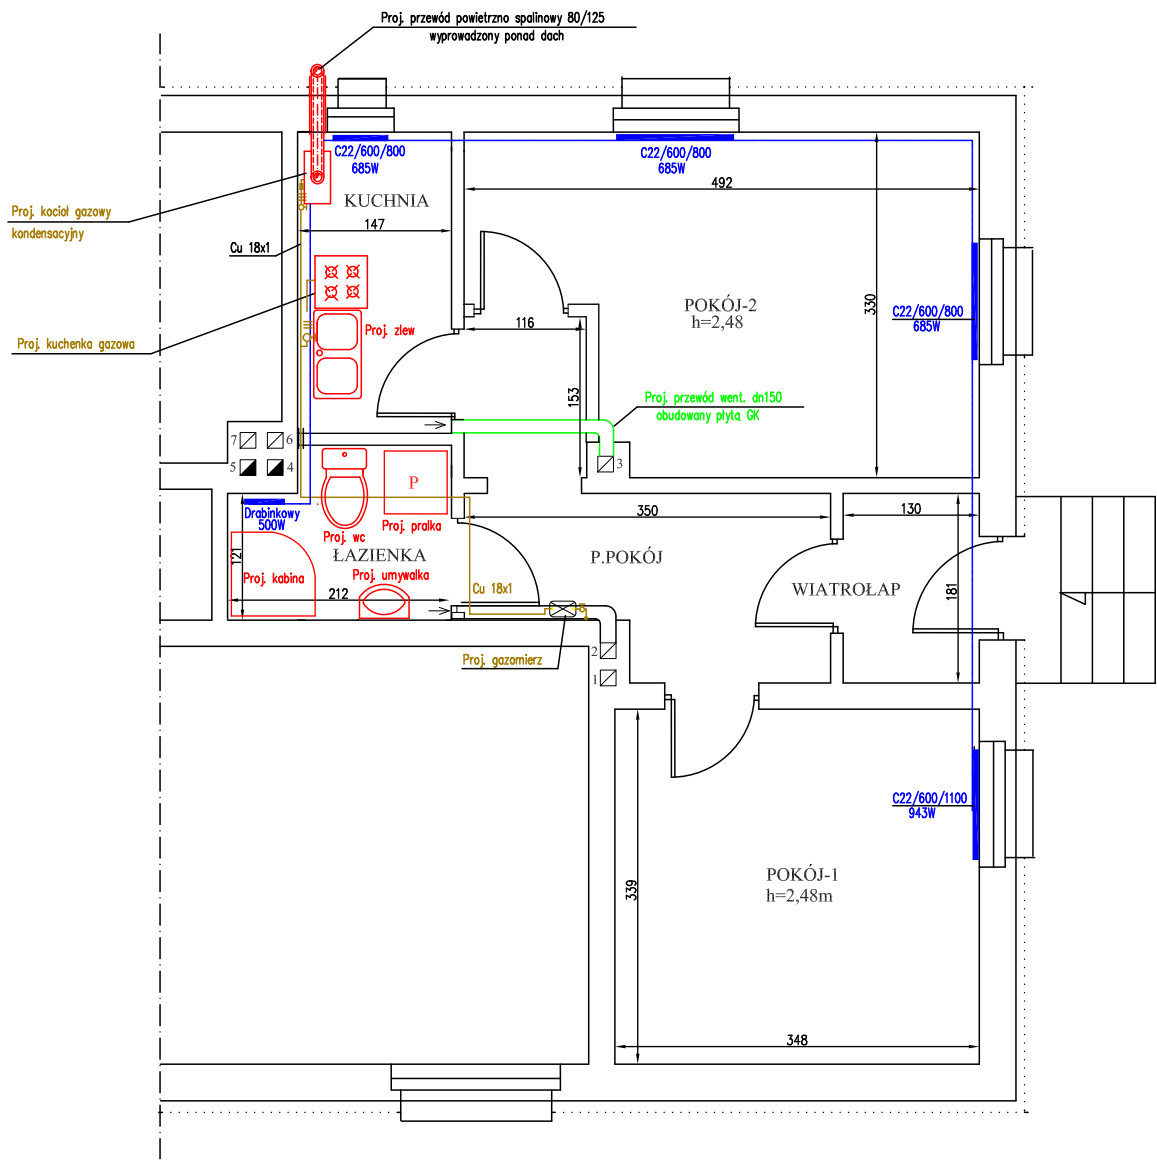 Proj. przewód powietrzno spalinowy 80/125
wyprowadzony ponad dach
C22/600/800
685W
C22/600/800
685W
492
KUCHNIA
Proj. kocioł gazowy
kondensacyjny
147
Cu 18x1
POKÓJ-2
h=2,48
330
C22/600/800
685W
116
Proj. zlew
Proj. kuchenka gazowa
153
Proj. przewód went. dn150
obudowany płytą GK
7
6
5
4
3
P
Drabinkowy
500W
Proj. pralka
350
130
Proj. wc
121
ŁAZIENKA
P.POKÓJ
Proj. kabina
Proj. umywalka
Cu 18x1
WIATROŁAP
181
212
2
Proj. gazomierz
1
C22/600/1100
943W
339
POKÓJ-1
h=2,48m
348